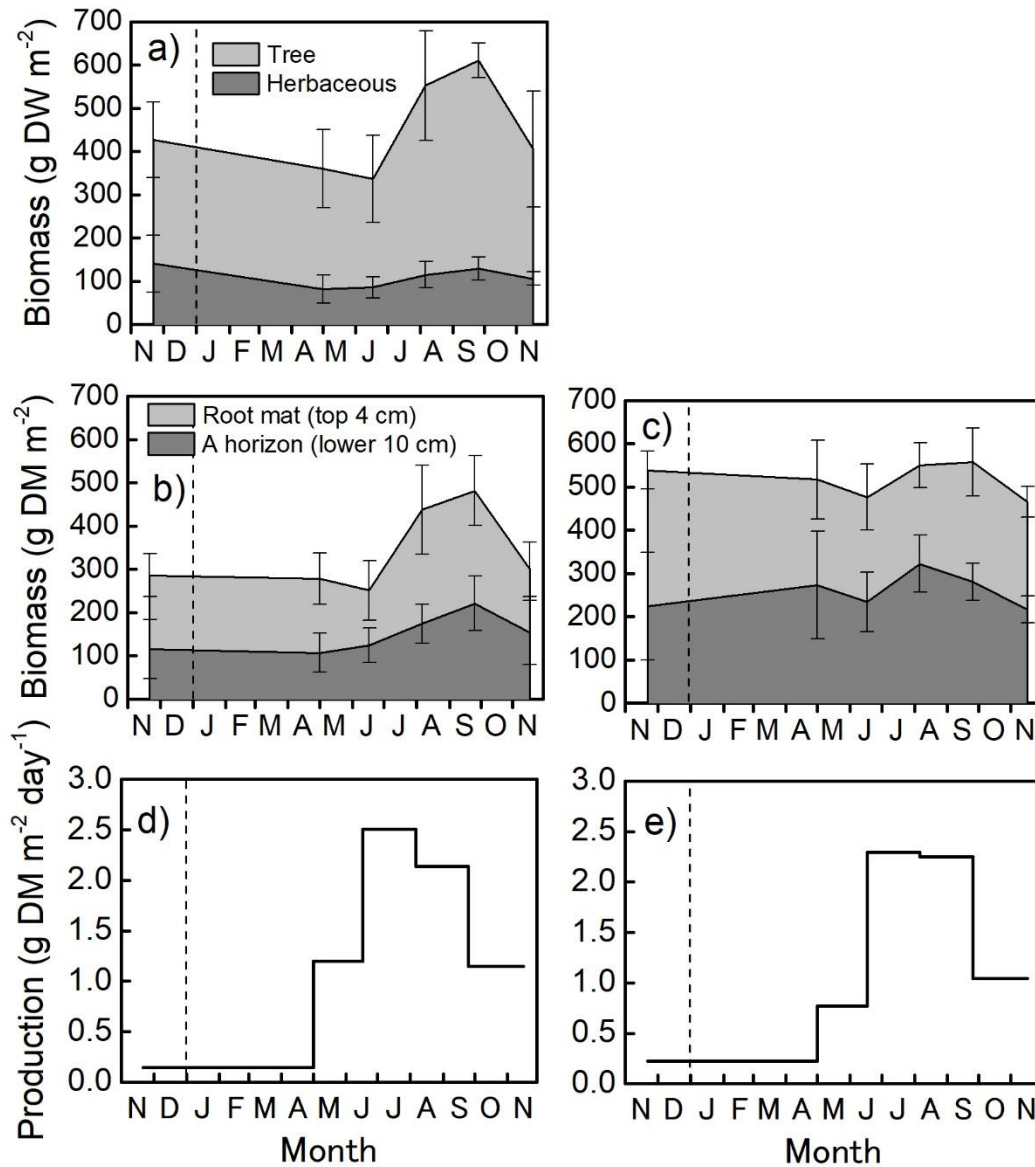 Biomass (g DW m⁻²)
700
600
500
400
300
200
100
0
a)
Tree
Herbaceous
N D J F M A M J J A S O N
Biomass (g DM m⁻²)
700
600
500
400
300
200
100
0
Root mat (top 4 cm)
A horizon (lower 10 cm)
b)
N D J F M A M J J A S O N
700
600
500
400
300
200
100
0
c)
N D J F M A M J J A S O N
Production (g DM m⁻² day⁻¹)
3.0
2.5
2.0
1.5
1.0
0.5
0.0
d)
N D J F M A M J J A S O N
Month
3.0
2.5
2.0
1.5
1.0
0.5
0.0
e)
N D J F M A M J J A S O N
Month